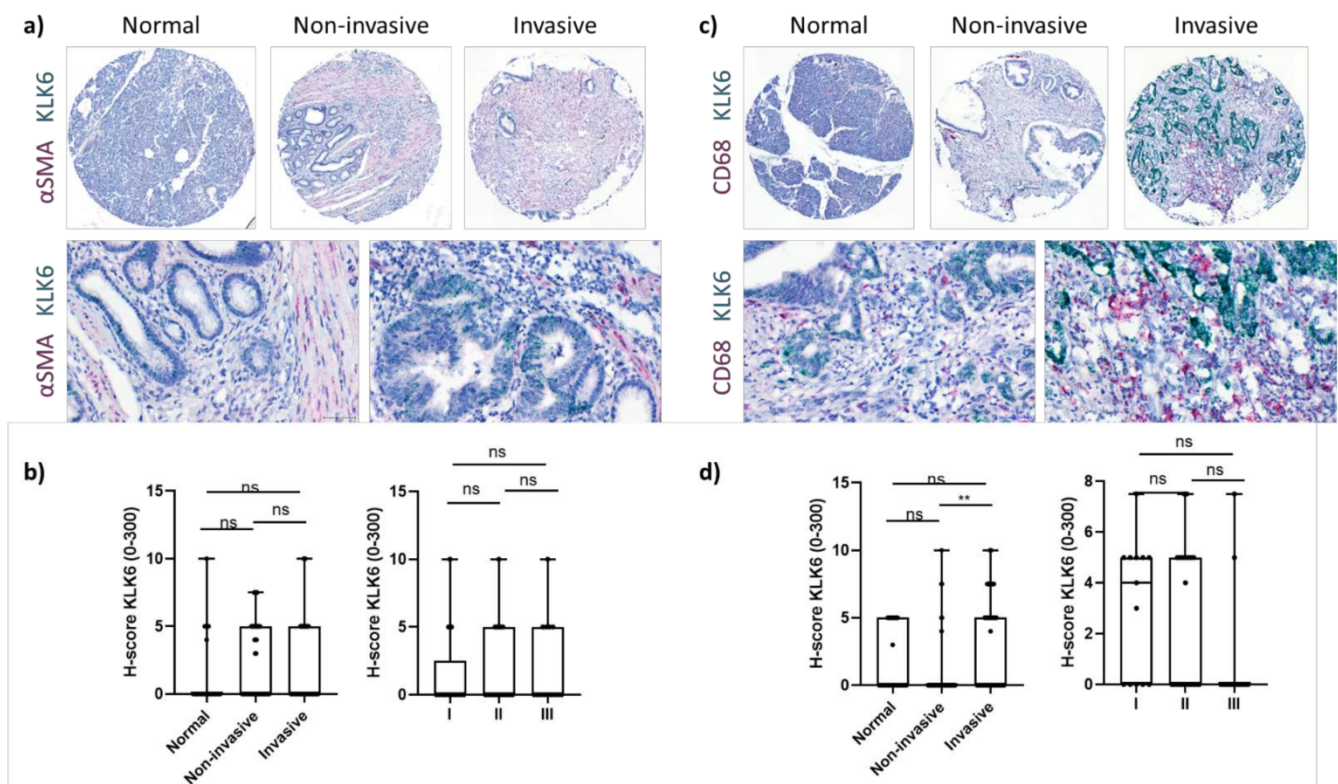 a)
Normal
Non-invasive
Invasive
αSMA KLK6
αSMA KLK6
c)
Normal
Non-invasive
Invasive
CD68 KLK6
CD68 KLK6
b)
H-score KLK6 (0-300)
15
10
5
0
ns
ns
ns
Normal
Non-invasive
Invasive
H-score KLK6 (0-300)
15
10
5
0
ns
ns
ns
I
II
III
d)
H-score KLK6 (0-300)
15
10
5
0
ns
ns
**
Normal
Non-invasive
Invasive
H-score KLK6 (0-300)
8
6
4
2
0
ns
ns
ns
I
II
III